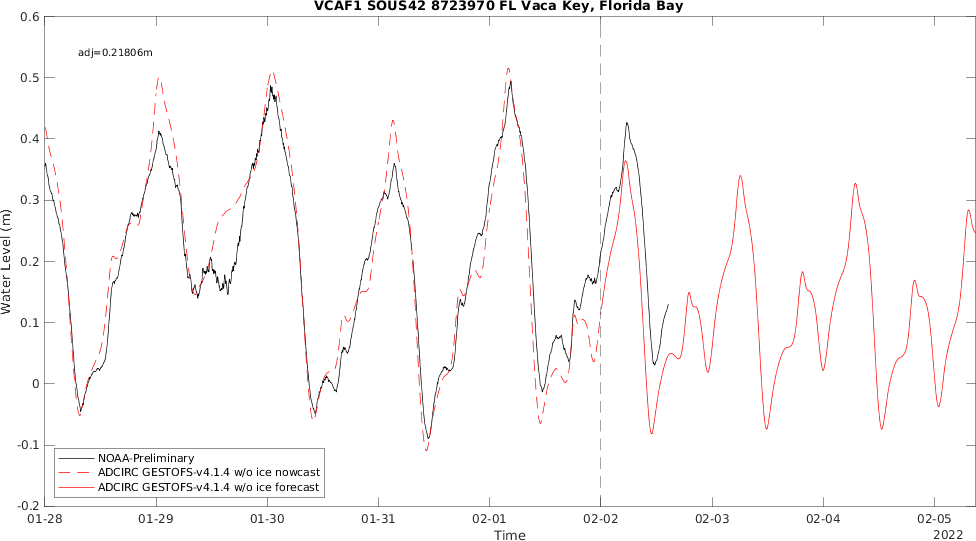 VCAF1 SOUS42 8723970 FL Vaca Key, Florida Bay
adj=0.21806m
Water Level (m)
0.6
0.5
0.4
0.3
0.2
0.1
0
-0.1
-0.2
NOAA-Preliminary
ADCIRC GESTOFS-v4.1.4 w/o ice nowcast
ADCIRC GESTOFS-v4.1.4 w/o ice forecast
01-28 01-29 01-30 01-31 02-01 02-02 02-03 02-04 02-05
Time
2022